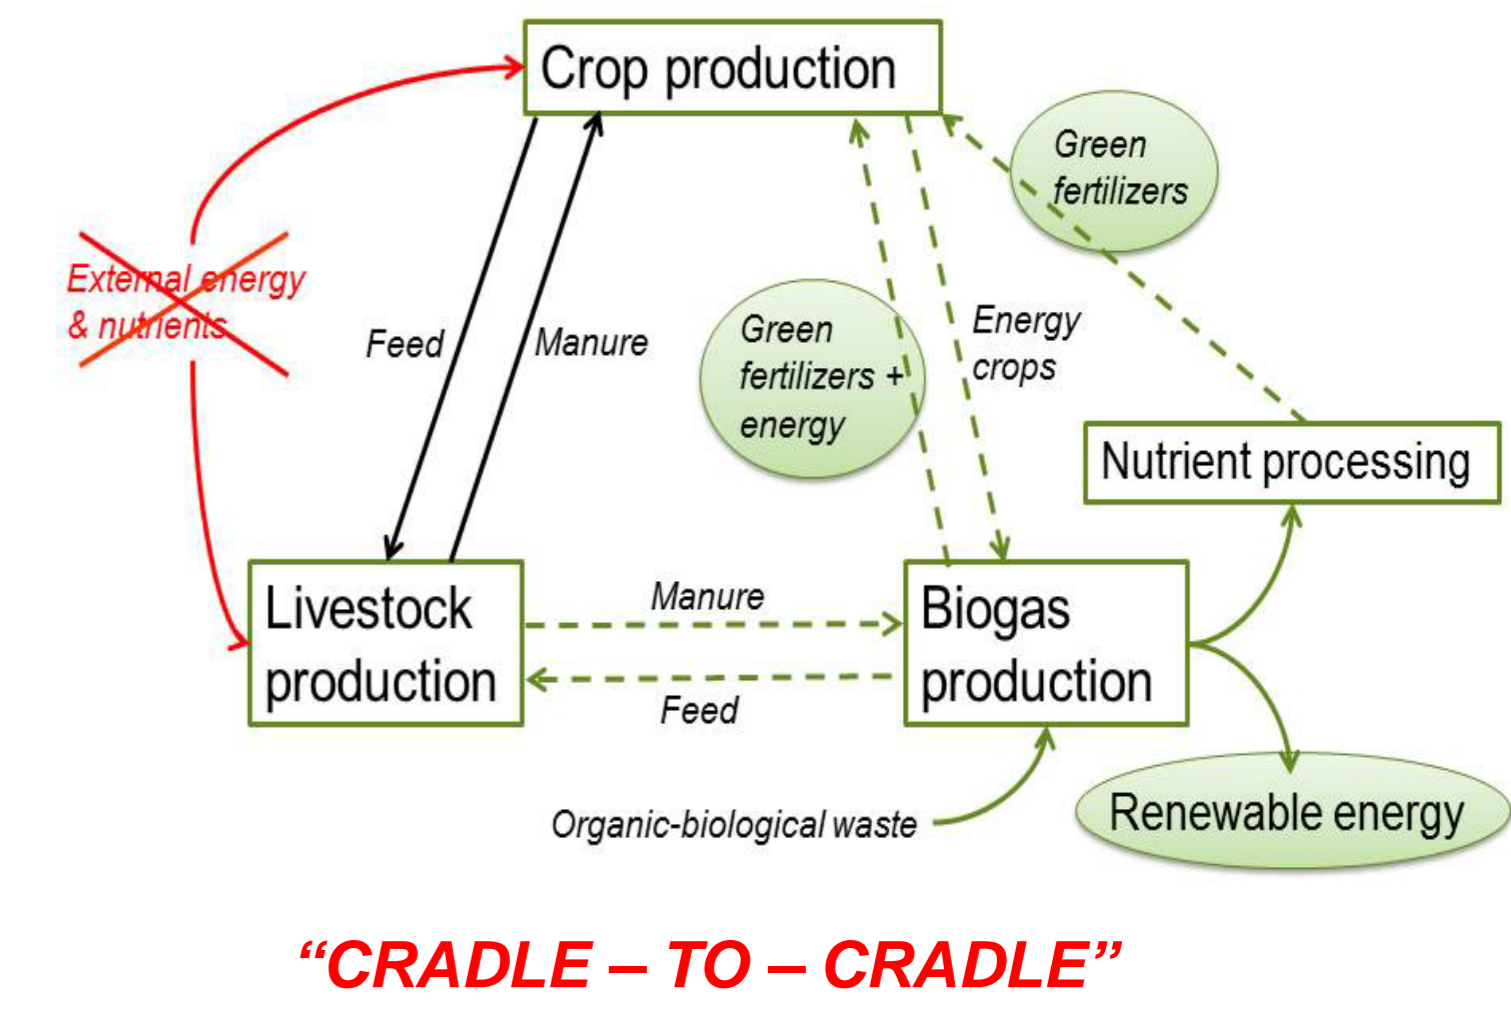 Crop production
Green
fertilizers
External energy
& nutrients
Feed
Manure
Green
fertilizers +
energy
Energy
crops
Nutrient processing
Livestock
production
Manure
Feed
Biogas
production
Organic-biological waste
Renewable energy
“CRADLE – TO – CRADLE”